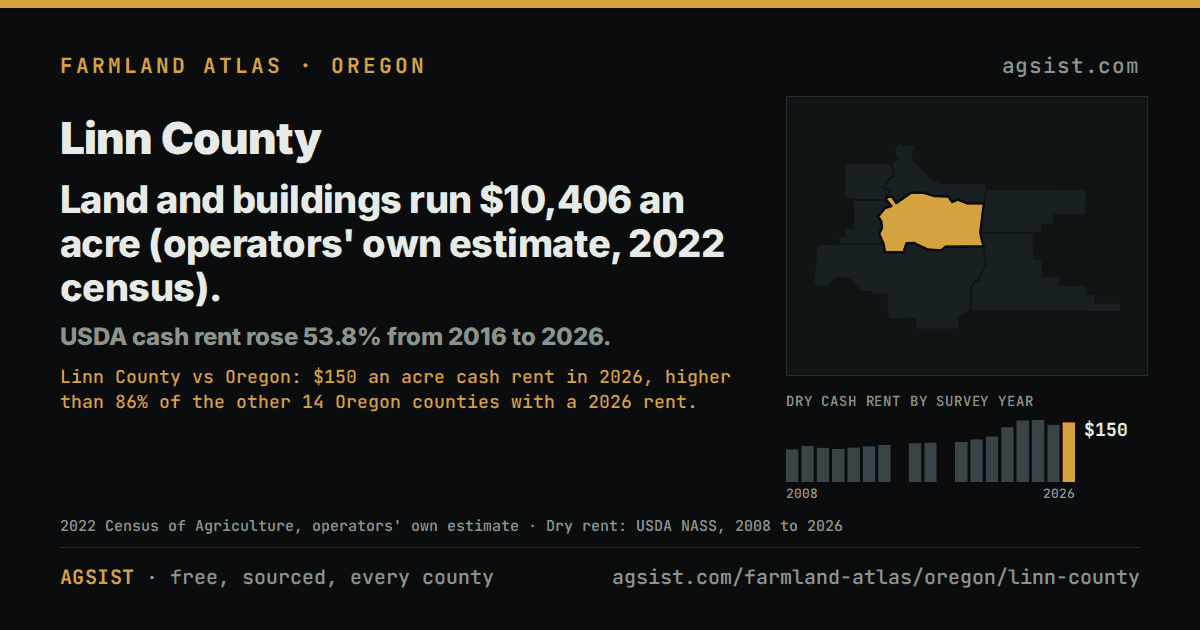 FARMLAND ATLAS · OREGON
agsist.com
Linn County
Land and buildings run $10,406 an
acre (operators' own estimate, 2022
census).
USDA cash rent rose 53.8% from 2016 to 2026.
Linn County vs Oregon: $150 an acre cash rent in 2026, higher
than 86% of the other 14 Oregon counties with a 2026 rent.
DRY CASH RENT BY SURVEY YEAR
$150
2008
2026
2022 Census of Agriculture, operators' own estimate · Dry rent: USDA NASS, 2008 to 2026
AGSIST · free, sourced, every county
agsist.com/farmland-atlas/oregon/linn-county